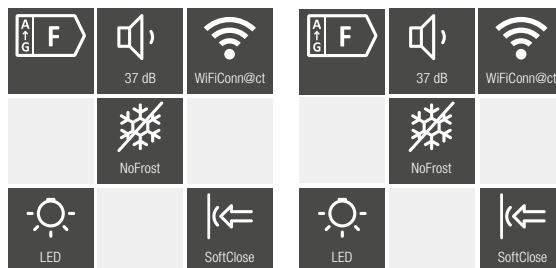 A
G
F
37 dB
WiFiConn@ct
NoFrost
LED
SoftClose
A
G
F
37 dB
WiFiConn@ct
NoFrost
LED
SoftClose